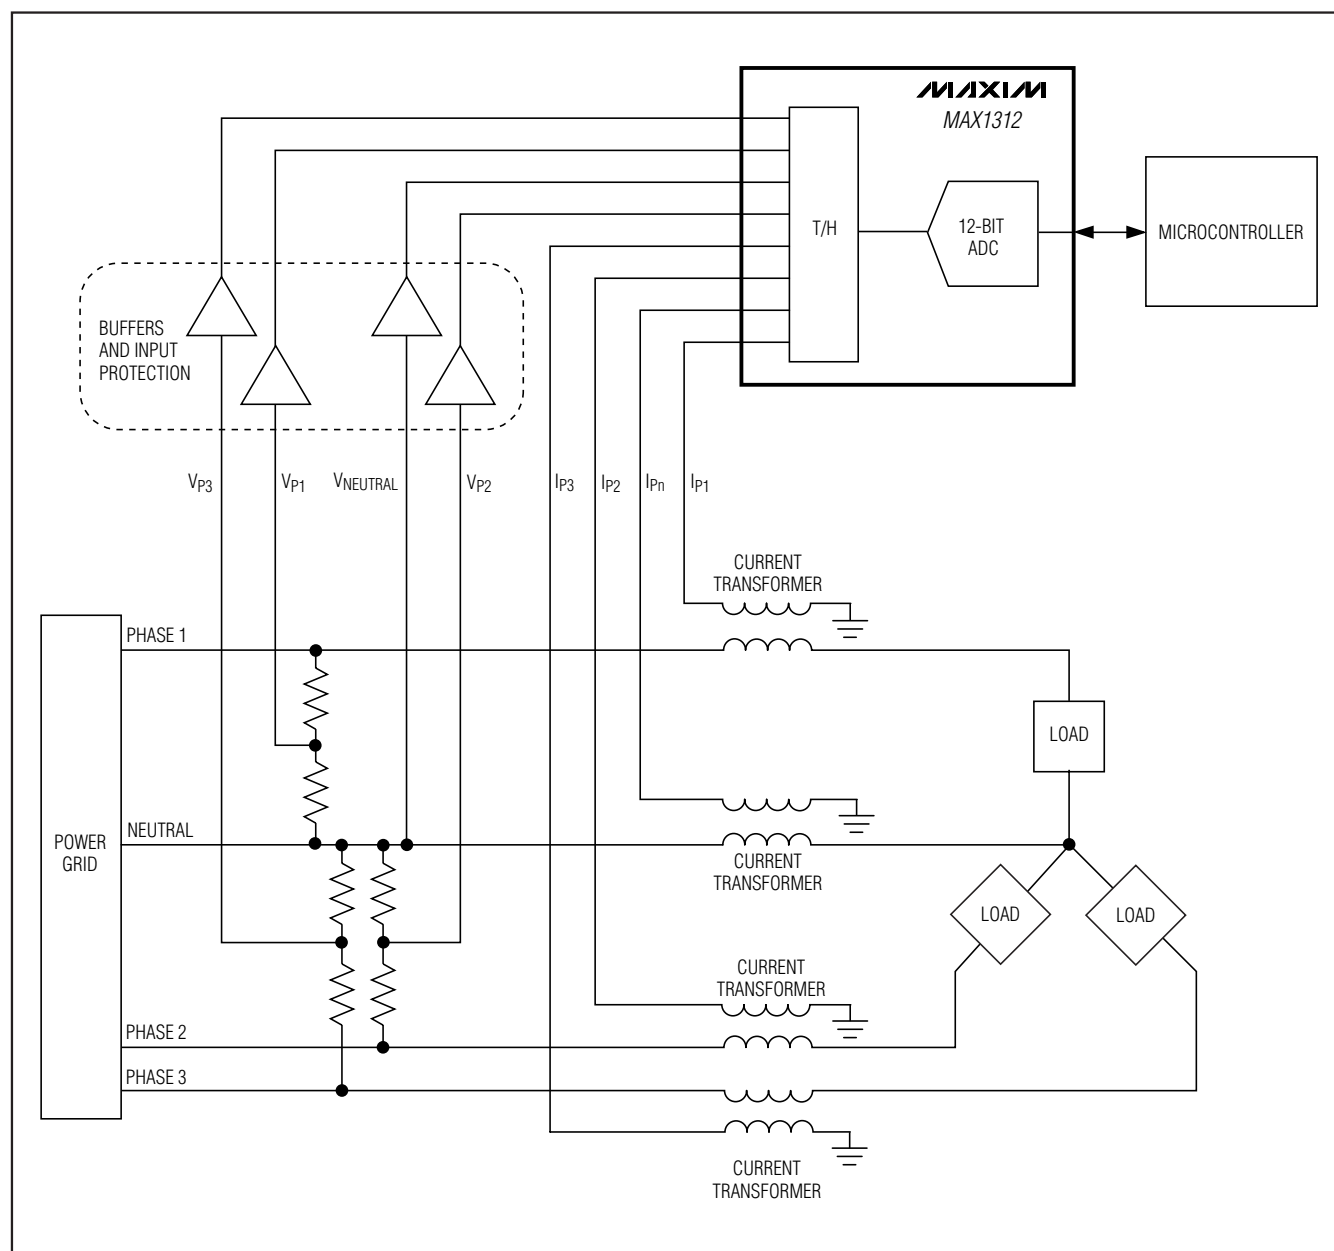 MAXIM
MAX1312
T/H
12-BIT
ADC
MICROCONTROLLER
BUFFERS
AND INPUT
PROTECTION
VP3
VP1
VNEUTRAL
VP2
IP3
IP2
IPn
IP1
CURRENT
TRANSFORMER
PHASE 1
LOAD
NEUTRAL
POWER
GRID
CURRENT
TRANSFORMER
LOAD
LOAD
CURRENT
TRANSFORMER
PHASE 2
PHASE 3
CURRENT
TRANSFORMER